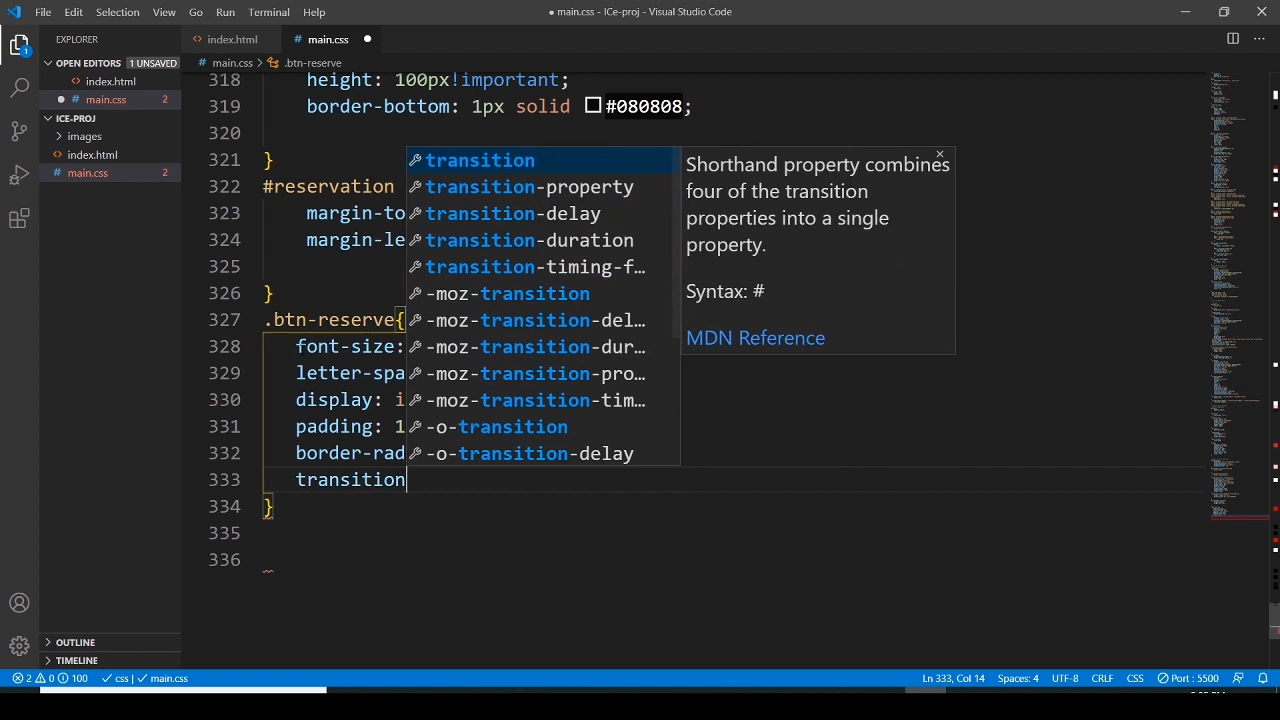 File Edit Selection View Go Run Terminal Help
● main.css - ICe-proj - Visual Studio Code
EXPLORER
OPEN EDITORS 1 UNSAVED
index.html
main.css 2
ICE-PROJ
images
index.html
main.css 2
OUTLINE
TIMELINE
1
index.html main.css
main.css > .btn-reserve
318 height: 100px!important;
319 border-bottom: 1px solid #080808;
320
321 }
322 #reservation
323 margin-to
324 margin-le
325
326 }
327 .btn-reserve{
328 font-size:
329 letter-spa
330 display: i
331 padding: 1
332 border-rad
333 transition
334 }
335
336
transition
transition-property
transition-delay
transition-duration
transition-timing-f…
-moz-transition
-moz-transition-del…
-moz-transition-dur…
-moz-transition-pro…
-moz-transition-tim…
-o-transition
-o-transition-delay
Shorthand property combines
four of the transition
properties into a single
property.
Syntax: #
MDN Reference
2 0 100 css | main.css Ln 333, Col 14 Spaces: 4 UTF-8 CRLF CSS Port : 5500